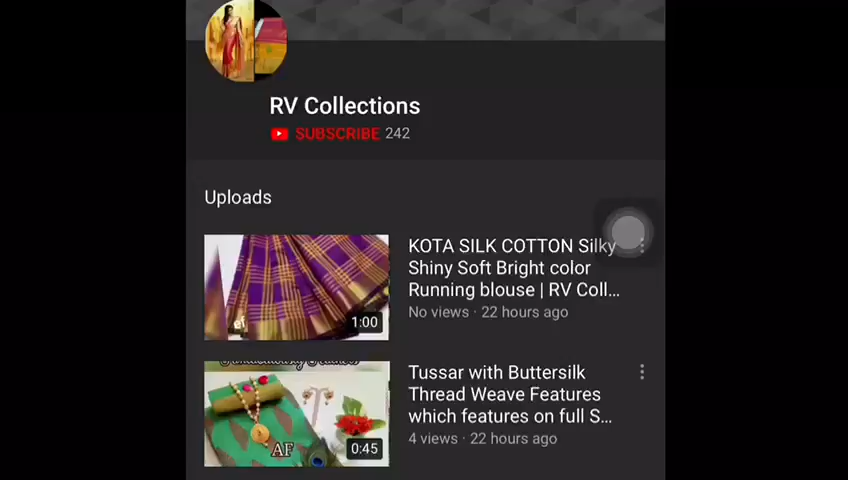 RV Collections
SUBSCRIBE 242
Uploads
KOTA SILK COTTON Silky
Shiny Soft Bright color
Running blouse | RV Coll...
No views · 22 hours ago
1:00
Tussar with Buttersilk
Thread Weave Features
which features on full S...
4 views · 22 hours ago
AF
0:45